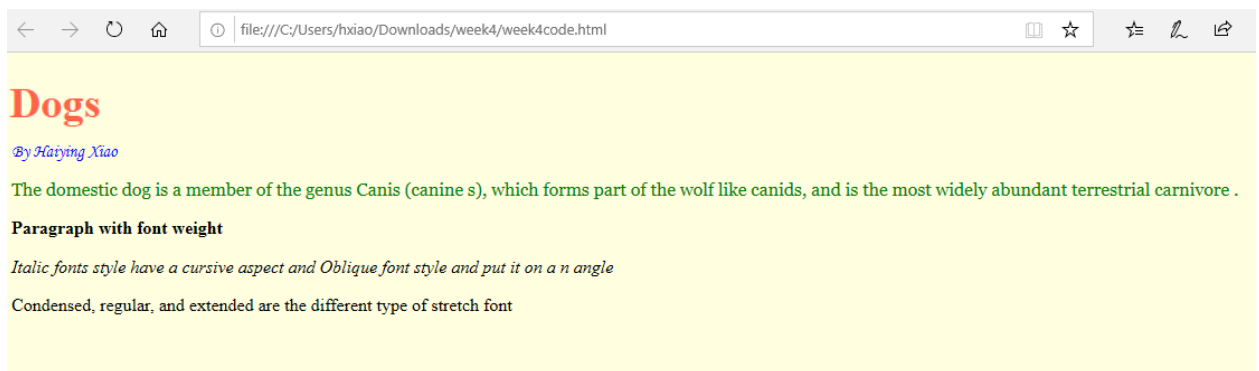 file:///C:/Users/hxiao/Downloads/week4/week4code.html
Dogs
By Haiying Xiao
The domestic dog is a member of the genus Canis (canine s), which forms part of the wolf like canids, and is the most widely abundant terrestrial carnivore .
Paragraph with font weight
Italic fonts style have a cursive aspect and Oblique font style and put it on a n angle
Condensed, regular, and extended are the different type of stretch font